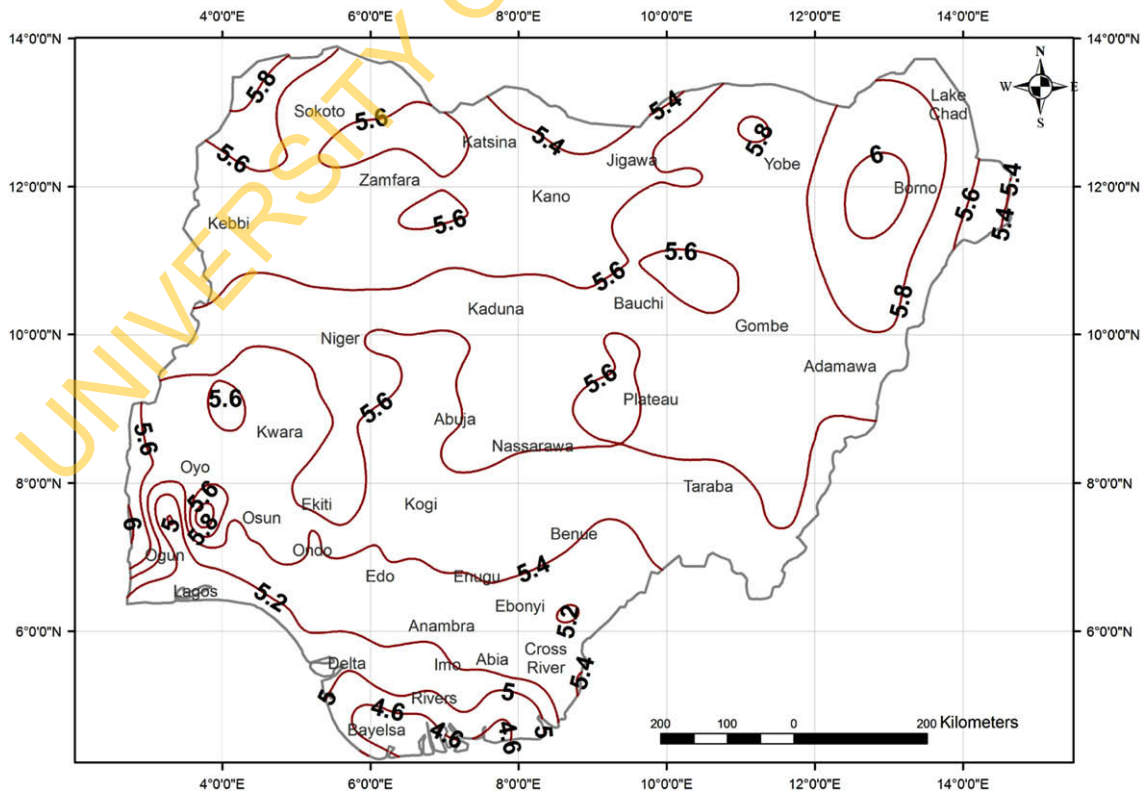 4°0'0"E 6°0'0"E 8°0'0"E 10°0'0"E 12°0'0"E 14°0'0"E
14°0'0"N 14°0'0"N
N
W E
S
UNIVERSITY O
5.8
Sokoto
5.6
5.6
Katsina
5.4
5.4
Jigawa
5.8
Yobe
Lake
Chad
6
Borno
5.6
5.4
5.4
12°0'0"N 12°0'0"N
Zamfara
Kano
Kebbi
5.6
5.6
5.6
Bauchi
5.8
Kaduna
Gombe
10°0'0"N 10°0'0"N
Niger
Adamawa
5.6
5.6
5.6
Plateau
5.6
Kwara
Abuja
Nassarawa
8°0'0"N 8°0'0"N
Oyo
Taraba
5.6
5.8
6
5
Osun
Ekiti
Kogi
Ogun
Ondo
Benue
5.4
Edo
Enugu
Lagos
5.2
Ebonyi
5.2
6°0'0"N 6°0'0"N
Anambra
Cross
River
5.4
Delta
Imo
Abia
5
Rivers
5
4.6
Bayelsa
4.6
4.6
5
200 100 0 200 Kilometers
4°0'0"E 6°0'0"E 8°0'0"E 10°0'0"E 12°0'0"E 14°0'0"E